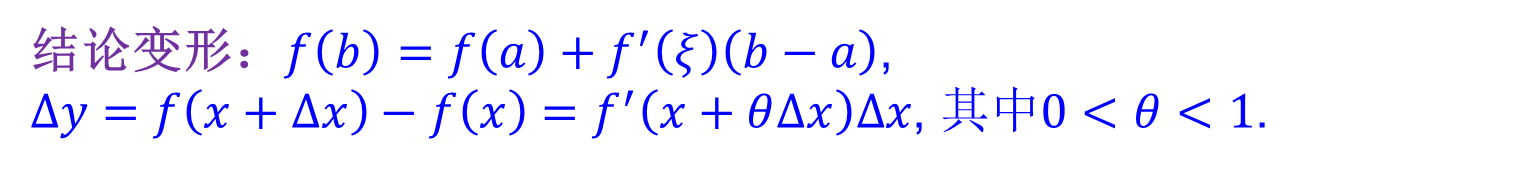 结论变形：f(b) = f(a) + f′(ξ)(b − a),
Δy = f(x + Δx) − f(x) = f′(x + θΔx)Δx, 其中0 < θ < 1.